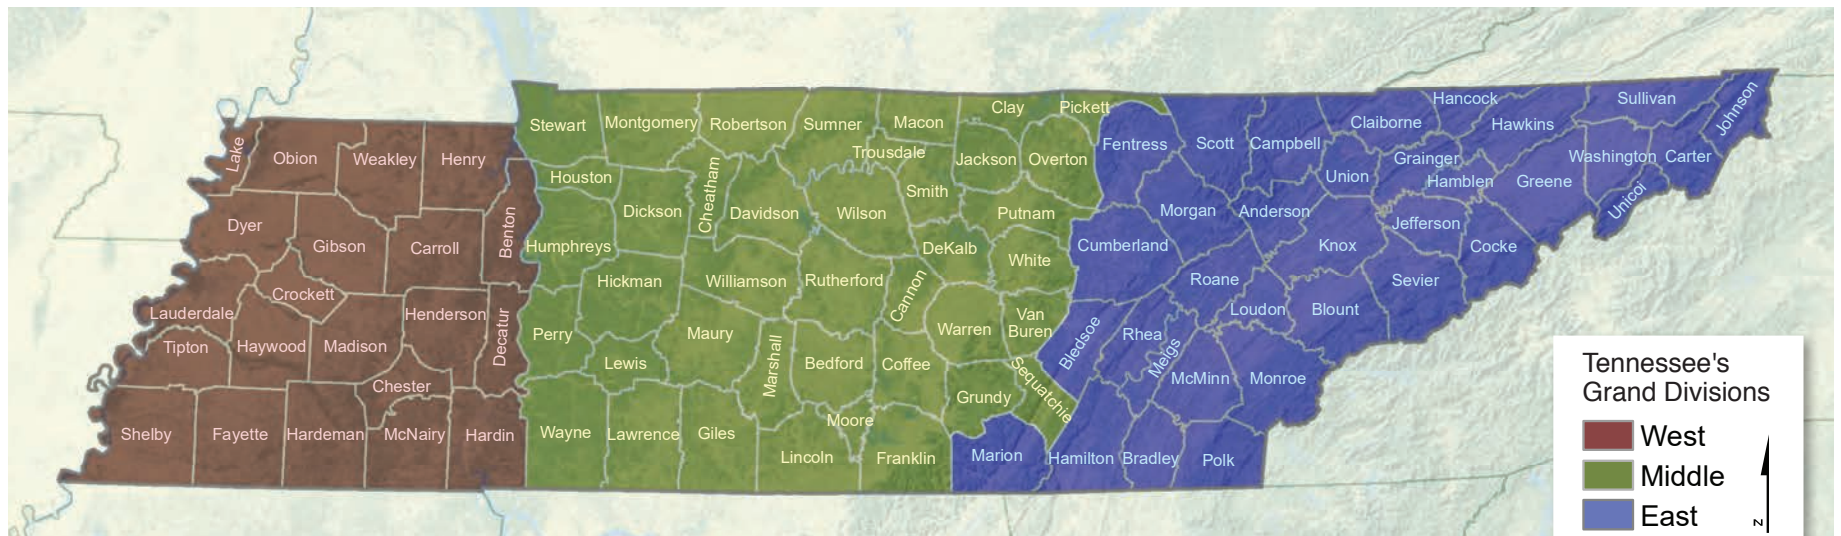 Stewart
Montgomery
Robertson
Sumner
Macon
Clay
Pickett
Trousdale
Jackson
Overton
Fentress
Scott
Campbell
Claiborne
Hancock
Hawkins
Sullivan
Johnson
Lake
Obion
Weakley
Henry
Houston
Dickson
Cheatham
Davidson
Wilson
Smith
Putnam
Morgan
Anderson
Union
Grainger
Hamblen
Greene
Washington
Carter
Unicoi
Dyer
Gibson
Carroll
Benton
Humphreys
Hickman
Williamson
Rutherford
Cannon
DeKalb
White
Cumberland
Roane
Knox
Jefferson
Cocke
Sevier
Lauderdale
Crockett
Henderson
Decatur
Perry
Lewis
Maury
Marshall
Bedford
Coffee
Warren
Van
Buren
Bledsoe
Rhea
Meigs
Loudon
Blount
Tipton
Haywood
Madison
Chester
Grundy
Sequatchie
McMinn
Monroe
Shelby
Fayette
Hardeman
McNairy
Hardin
Wayne
Lawrence
Giles
Moore
Lincoln
Franklin
Marion
Hamilton
Bradley
Polk
Tennessee's
Grand Divisions
West
Middle
East
N